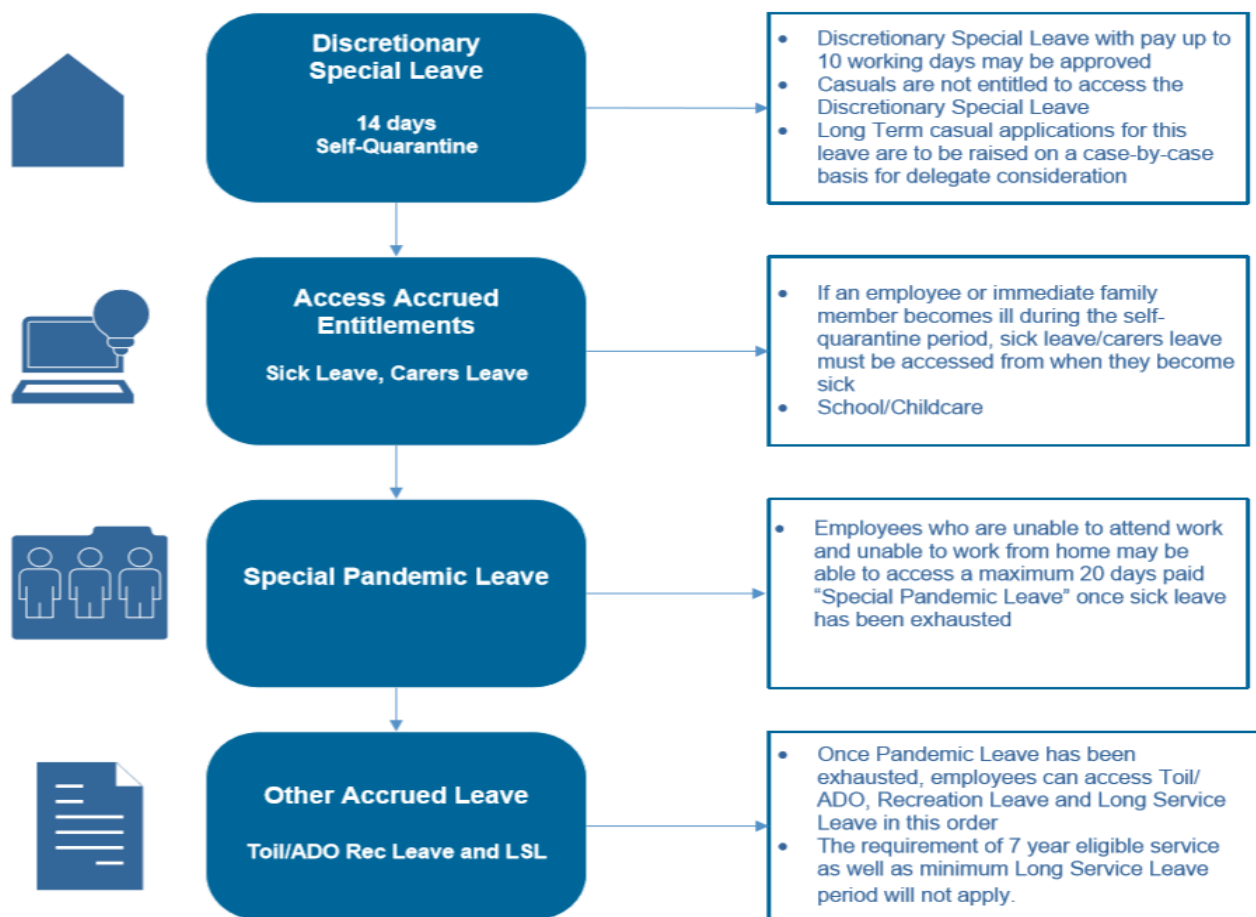 Discretionary
Special Leave
14 days
Self-Quarantine
• Discretionary Special Leave with pay up to
10 working days may be approved
• Casuals are not entitled to access the
Discretionary Special Leave
• Long Term casual applications for this
leave are to be raised on a case-by-case
basis for delegate consideration
Access Accrued
Entitlements
Sick Leave, Carers Leave
• If an employee or immediate family
member becomes ill during the self-
quarantine period, sick leave/carers leave
must be accessed from when they become
sick
• School/Childcare
Special Pandemic Leave
• Employees who are unable to attend work
and unable to work from home may be
able to access a maximum 20 days paid
“Special Pandemic Leave” once sick leave
has been exhausted
Other Accrued Leave
Toil/ADO Rec Leave and LSL
• Once Pandemic Leave has been
exhausted, employees can access Toil/
ADO, Recreation Leave and Long Service
Leave in this order
• The requirement of 7 year eligible service
as well as minimum Long Service Leave
period will not apply.